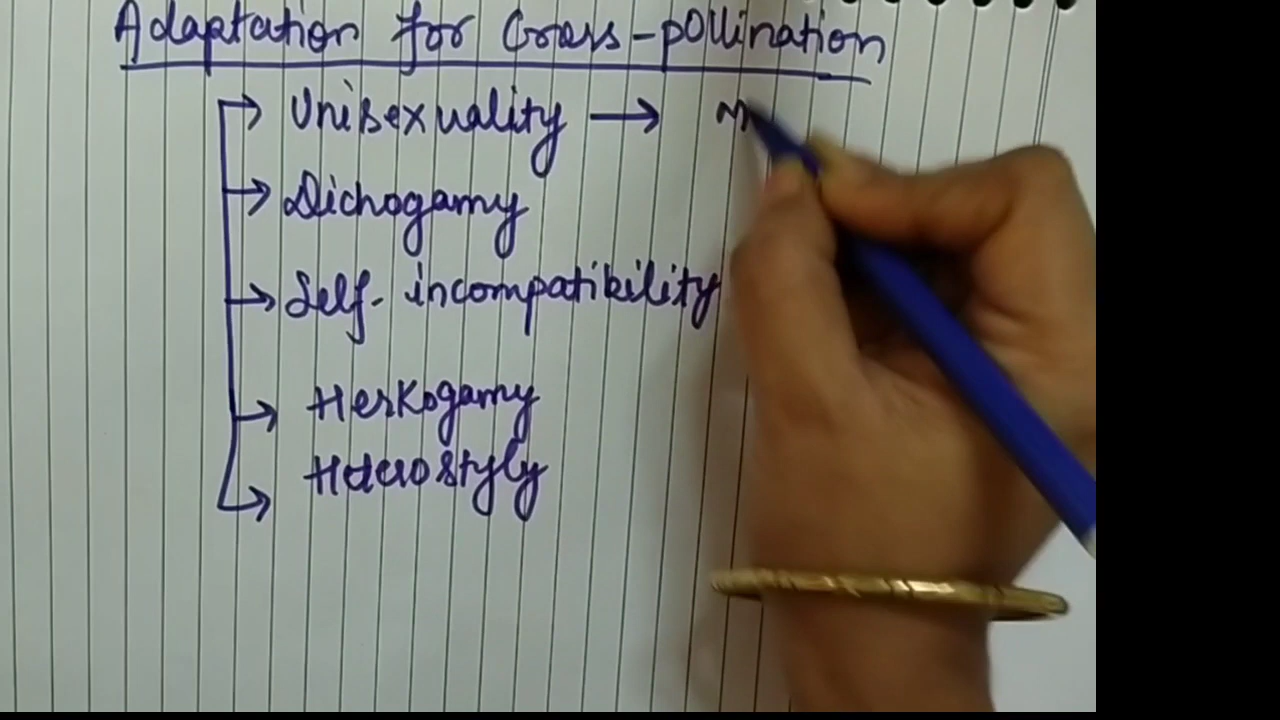 Adaptation for Cross-pollination
→ Unisexuality → M
→ Dichogamy
→ Self-incompatibility
→ Herkogamy
→ Heterostyly